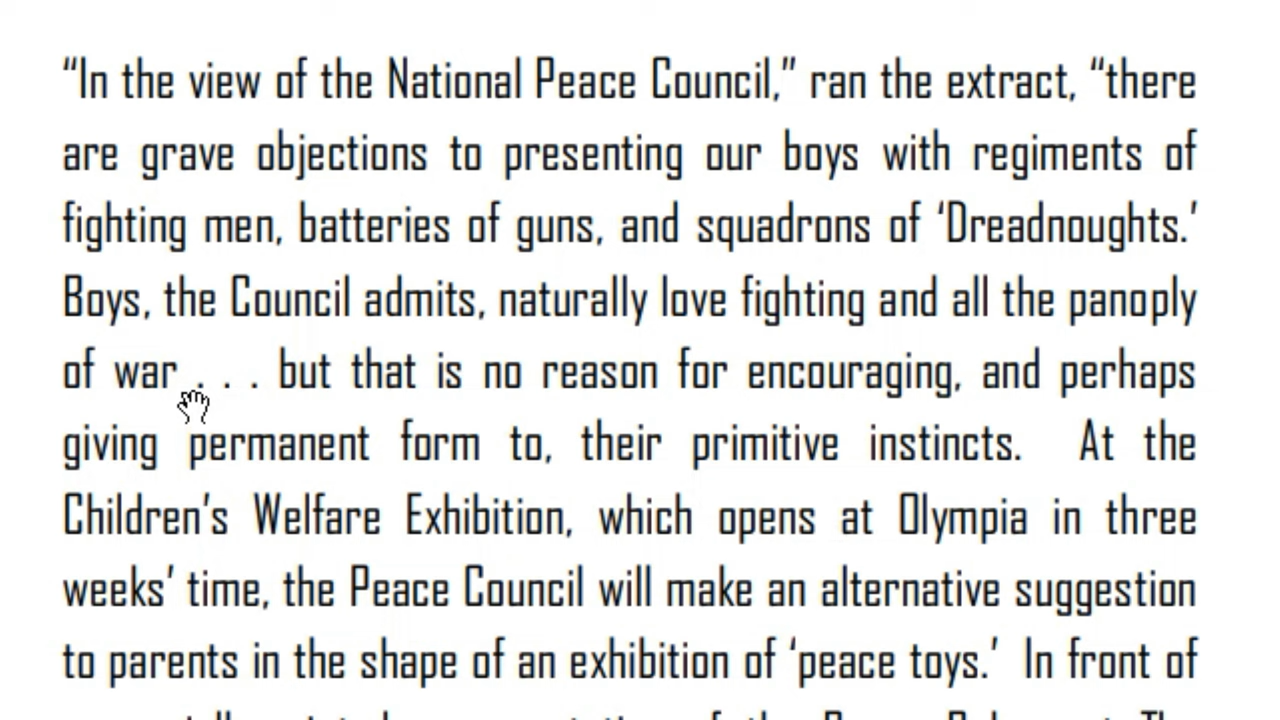 “In the view of the National Peace Council,” ran the extract, “there
are grave objections to presenting our boys with regiments of
fighting men, batteries of guns, and squadrons of ‘Dreadnoughts.’
Boys, the Council admits, naturally love fighting and all the panoply
of war . . . but that is no reason for encouraging, and perhaps
giving permanent form to, their primitive instincts.  At the
Children’s Welfare Exhibition, which opens at Olympia in three
weeks’ time, the Peace Council will make an alternative suggestion
to parents in the shape of an exhibition of ‘peace toys.’  In front of